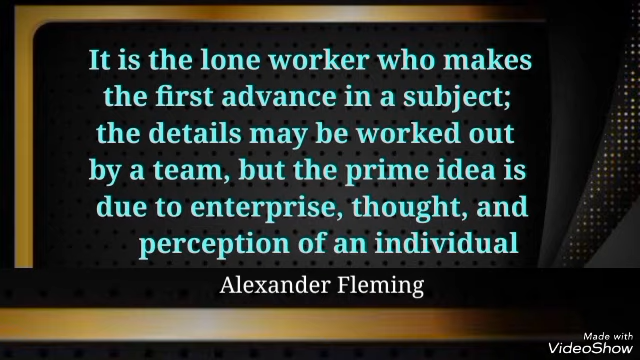 It is the lone worker who makes
the first advance in a subject;
the details may be worked out
by a team, but the prime idea is
due to enterprise, thought, and
perception of an individual
Alexander Fleming
Made with
VideoShow